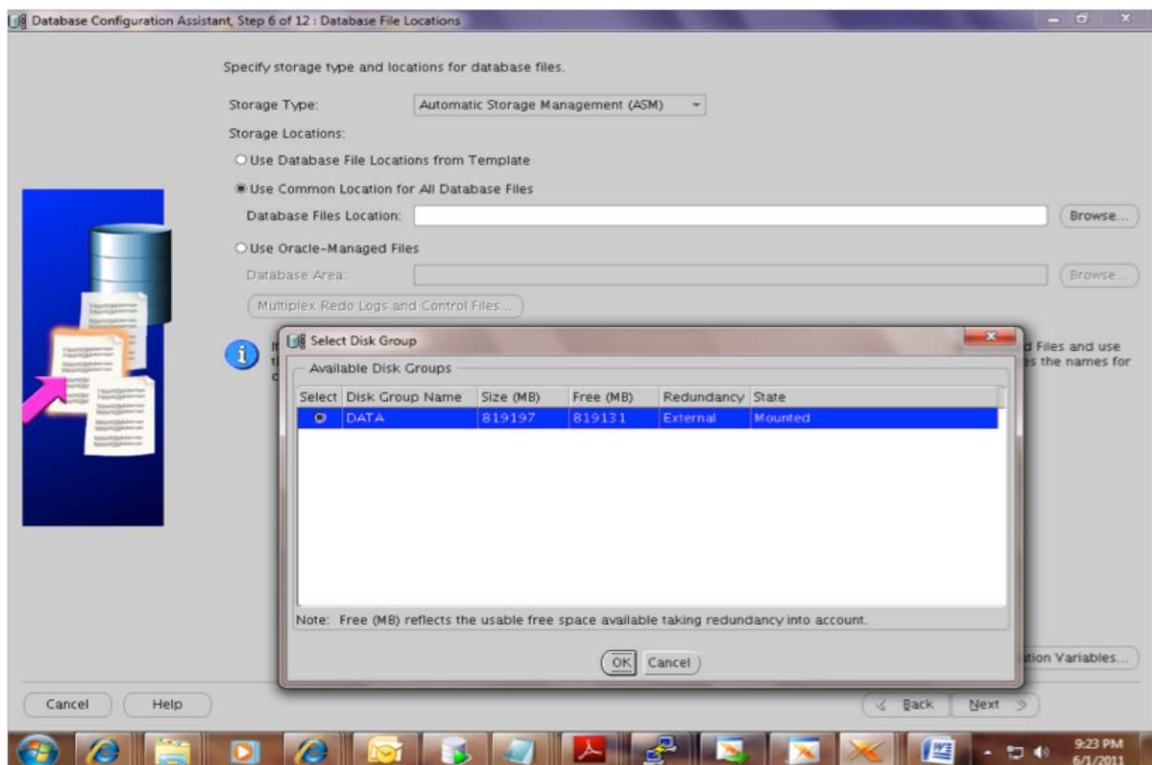 Database Configuration Assistant, Step 6 of 12 : Database File Locations
Specify storage type and locations for database files.
Storage Type: Automatic Storage Management (ASM)
Storage Locations:
Use Database File Locations from Template
Use Common Location for All Database Files
Database Files Location: Browse...
Use Oracle-Managed Files
Database Area: Browse...
Multiplex Redo Logs and Control Files...
d Files and use
es the names for
Select Disk Group
Available Disk Groups
Select Disk Group Name Size (MB) Free (MB) Redundancy State
DATA 819197 819131 External Mounted
Note: Free (MB) reflects the usable free space available taking redundancy into account.
OK Cancel
ation Variables...
Cancel Help Back Next
9:23 PM
6/1/2011